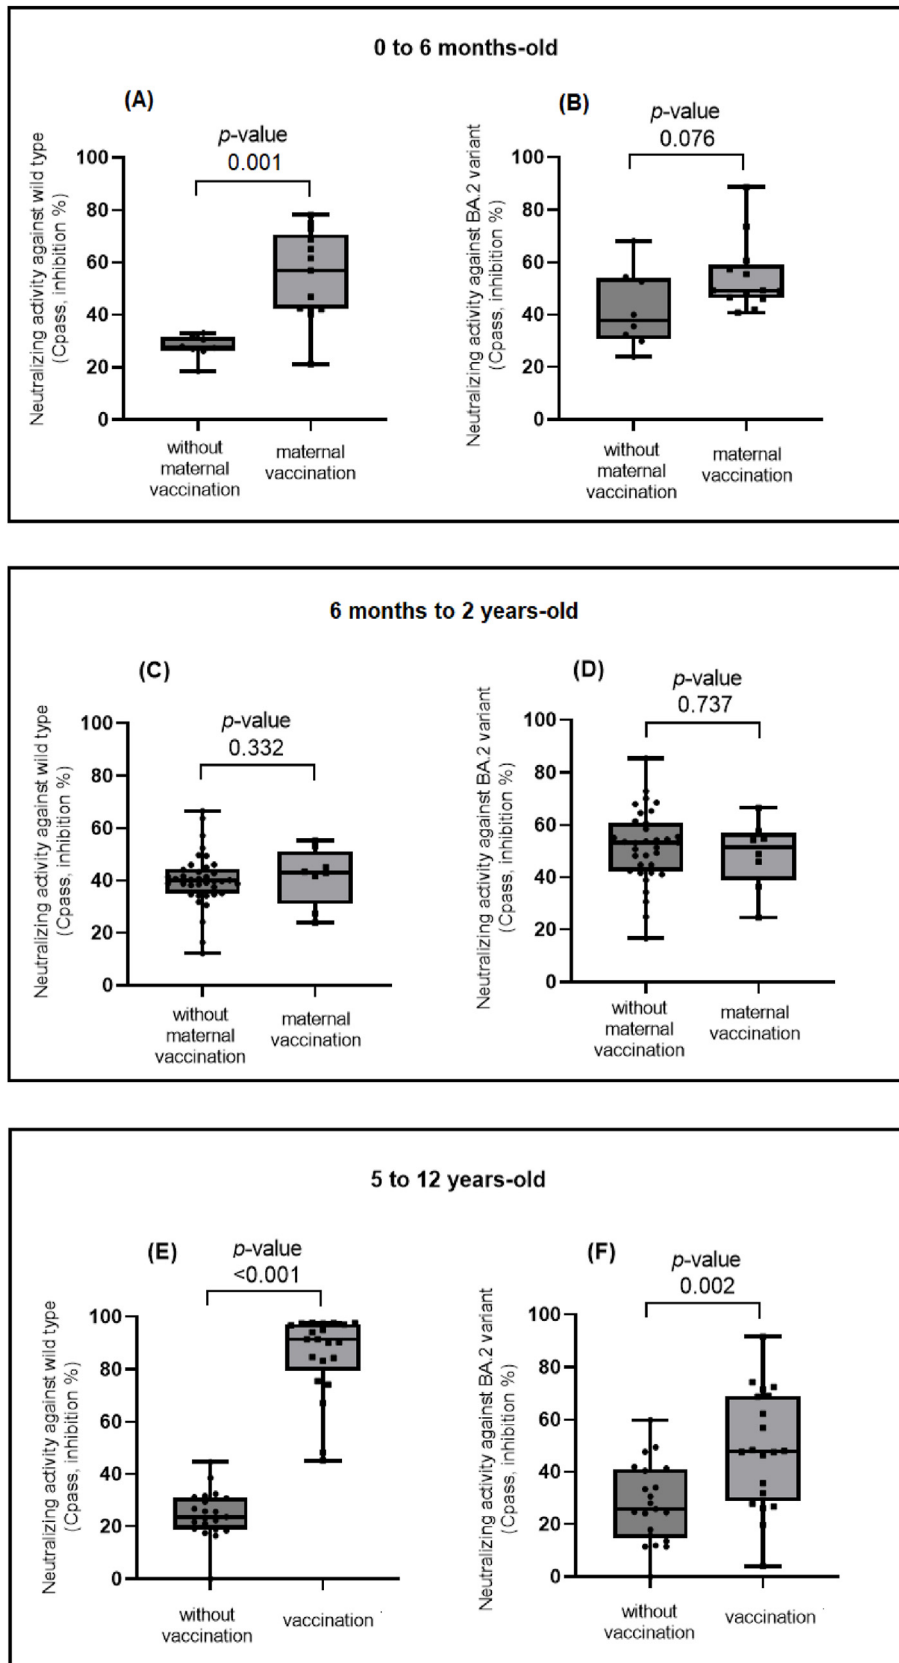 0 to 6 months-old
(A)
p-value
0.001
Neutralizing activity against wild type
(Cpass, inhibition %)
100
80
60
40
20
0
without
maternal
vaccination
maternal
vaccination
(B)
p-value
0.076
Neutralizing activity against BA.2 variant
(Cpass, inhibition %)
100
80
60
40
20
0
without
maternal
vaccination
maternal
vaccination
6 months to 2 years-old
(C)
p-value
0.332
Neutralizing activity against wild type
(Cpass, inhibition %)
100
80
60
40
20
0
without
maternal
vaccination
maternal
vaccination
(D)
p-value
0.737
Neutralizing activity against BA.2 variant
(Cpass, inhibition %)
100
80
60
40
20
0
without
maternal
vaccination
maternal
vaccination
5 to 12 years-old
(E)
p-value
<0.001
Neutralizing activity against wild type
(Cpass, inhibition %)
100
80
60
40
20
0
without
vaccination
vaccination
(F)
p-value
0.002
Neutralizing activity against BA.2 variant
(Cpass, inhibition %)
100
80
60
40
20
0
without
vaccination
vaccination